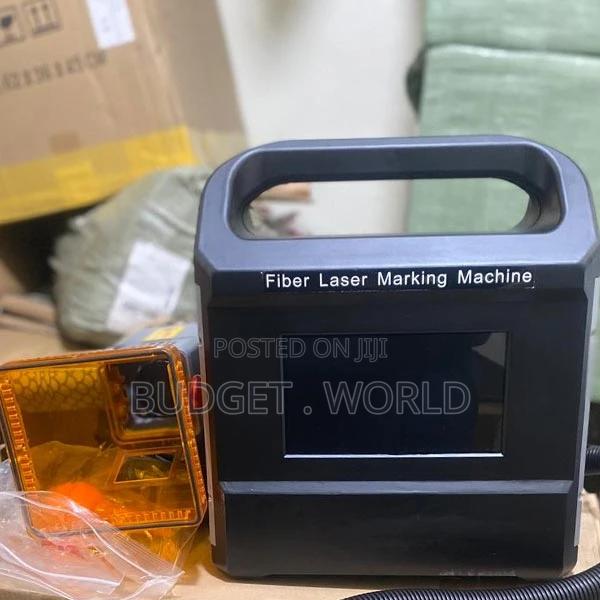 Fiber Laser Marking Machine
POSTED ON JIJI
BUDGET . WORLD